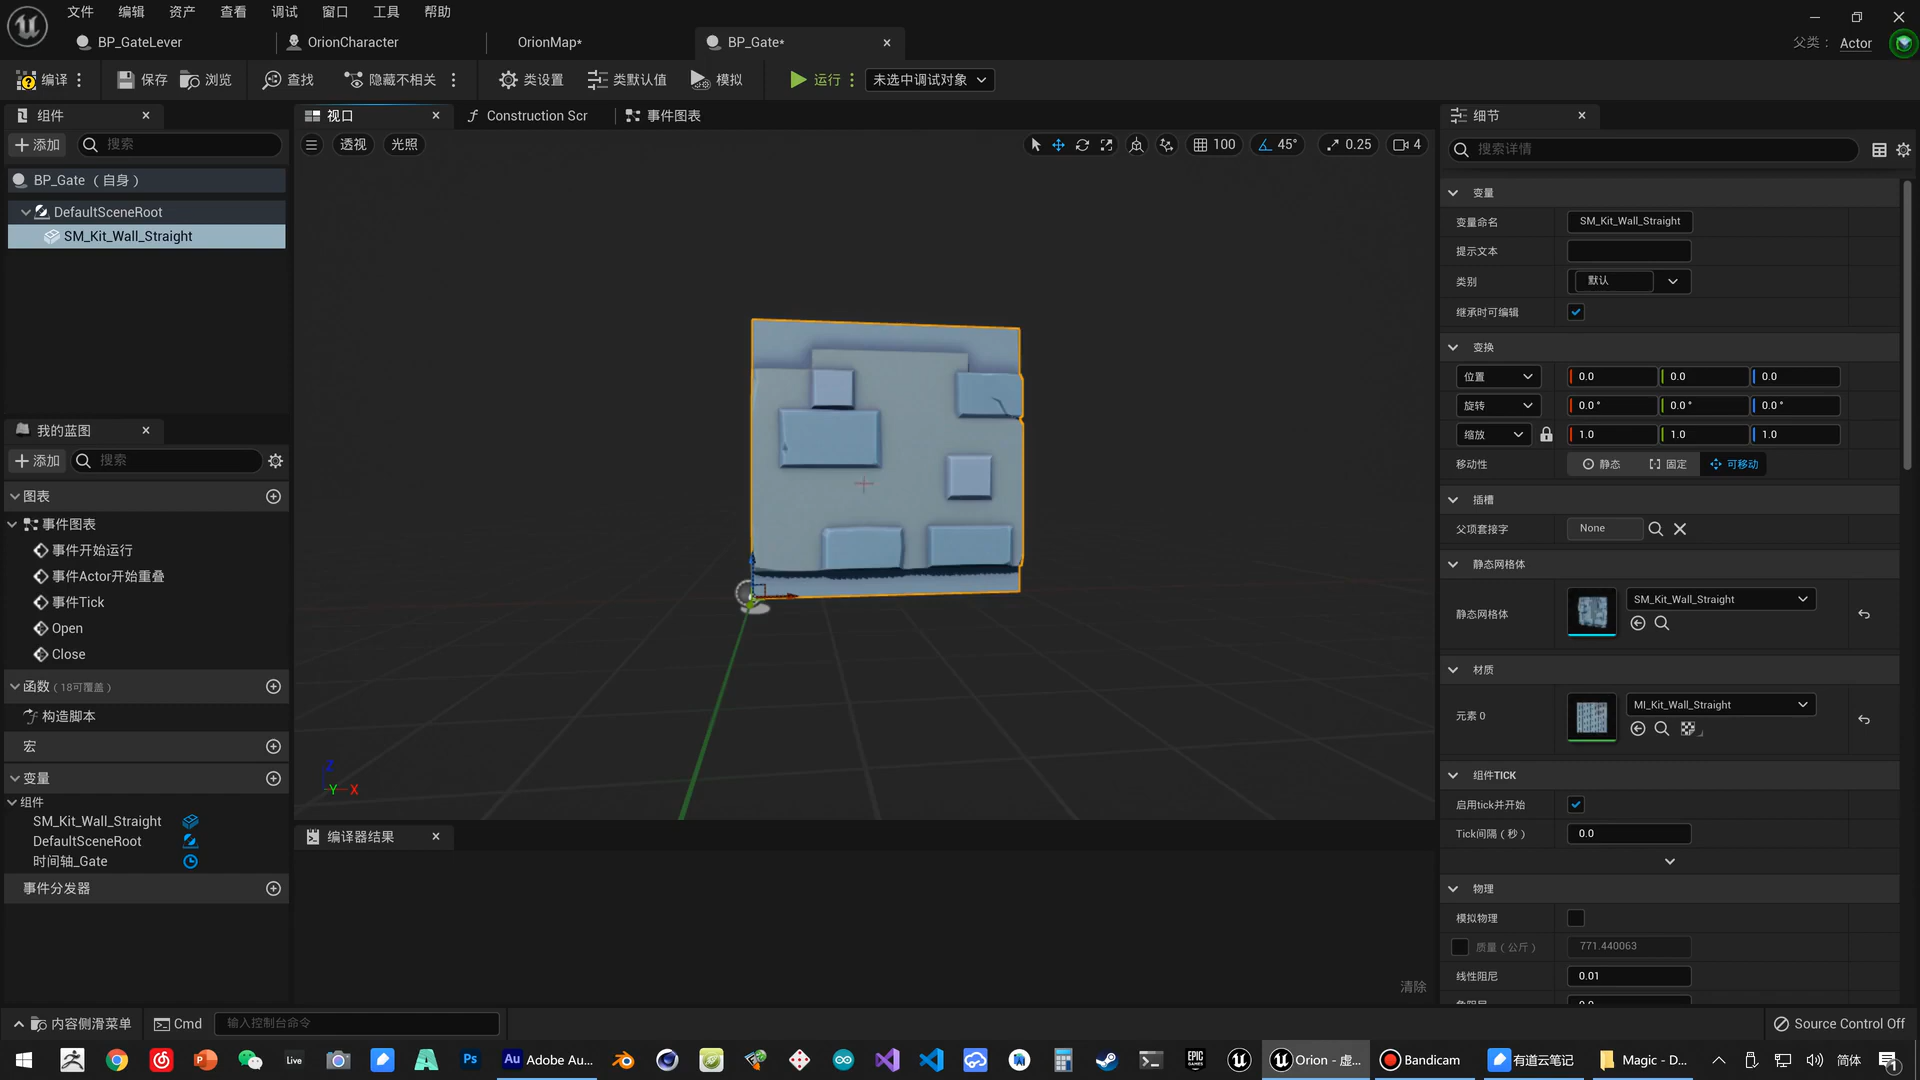 文件 编辑 资产 查看 调试 窗口 工具 帮助
BP_GateLever OrionCharacter OrionMap* BP_Gate* 父类： Actor
编译 保存 浏览 查找 隐藏不相关 类设置 类默认值 模拟 运行 未选中调试对象
组件
添加 搜索
BP_Gate （自身）
DefaultSceneRoot
SM_Kit_Wall_Straight
我的蓝图
添加 搜索
图表
事件图表
事件开始运行
事件Actor开始重叠
事件Tick
Open
Close
函数（18可覆盖）
构造脚本
宏
变量
组件
SM_Kit_Wall_Straight
DefaultSceneRoot
时间轴_Gate
事件分发器
视口 Construction Scr 事件图表
透视 光照 100 45° 0.25 4
Z
Y X
编译器结果
清除
细节
搜索详情
变量
变量命名 SM_Kit_Wall_Straight
提示文本
类别 默认
继承时可编辑
变换
位置 0.0 0.0 0.0
旋转 0.0° 0.0° 0.0°
缩放 1.0 1.0 1.0
移动性 静态 固定 可移动
插槽
父项套接字 None
静态网格体
静态网格体 SM_Kit_Wall_Straight
材质
元素 0 MI_Kit_Wall_Straight
组件TICK
启用tick并开始
Tick间隔（秒） 0.0
物理
模拟物理
质量（公斤） 771.440063
线性阻尼 0.01
内容侧滑菜单 Cmd 输入控制台命令 Source Control Off
Live Ps Au Adobe Au... EPIC GAMES Orion - 虚... Bandicam 有道云笔记 Magic - D... 简体 1